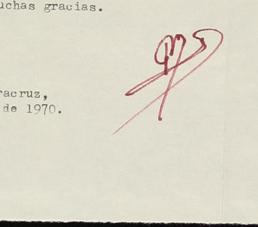 uchas gracias.
racruz,
de 1970.